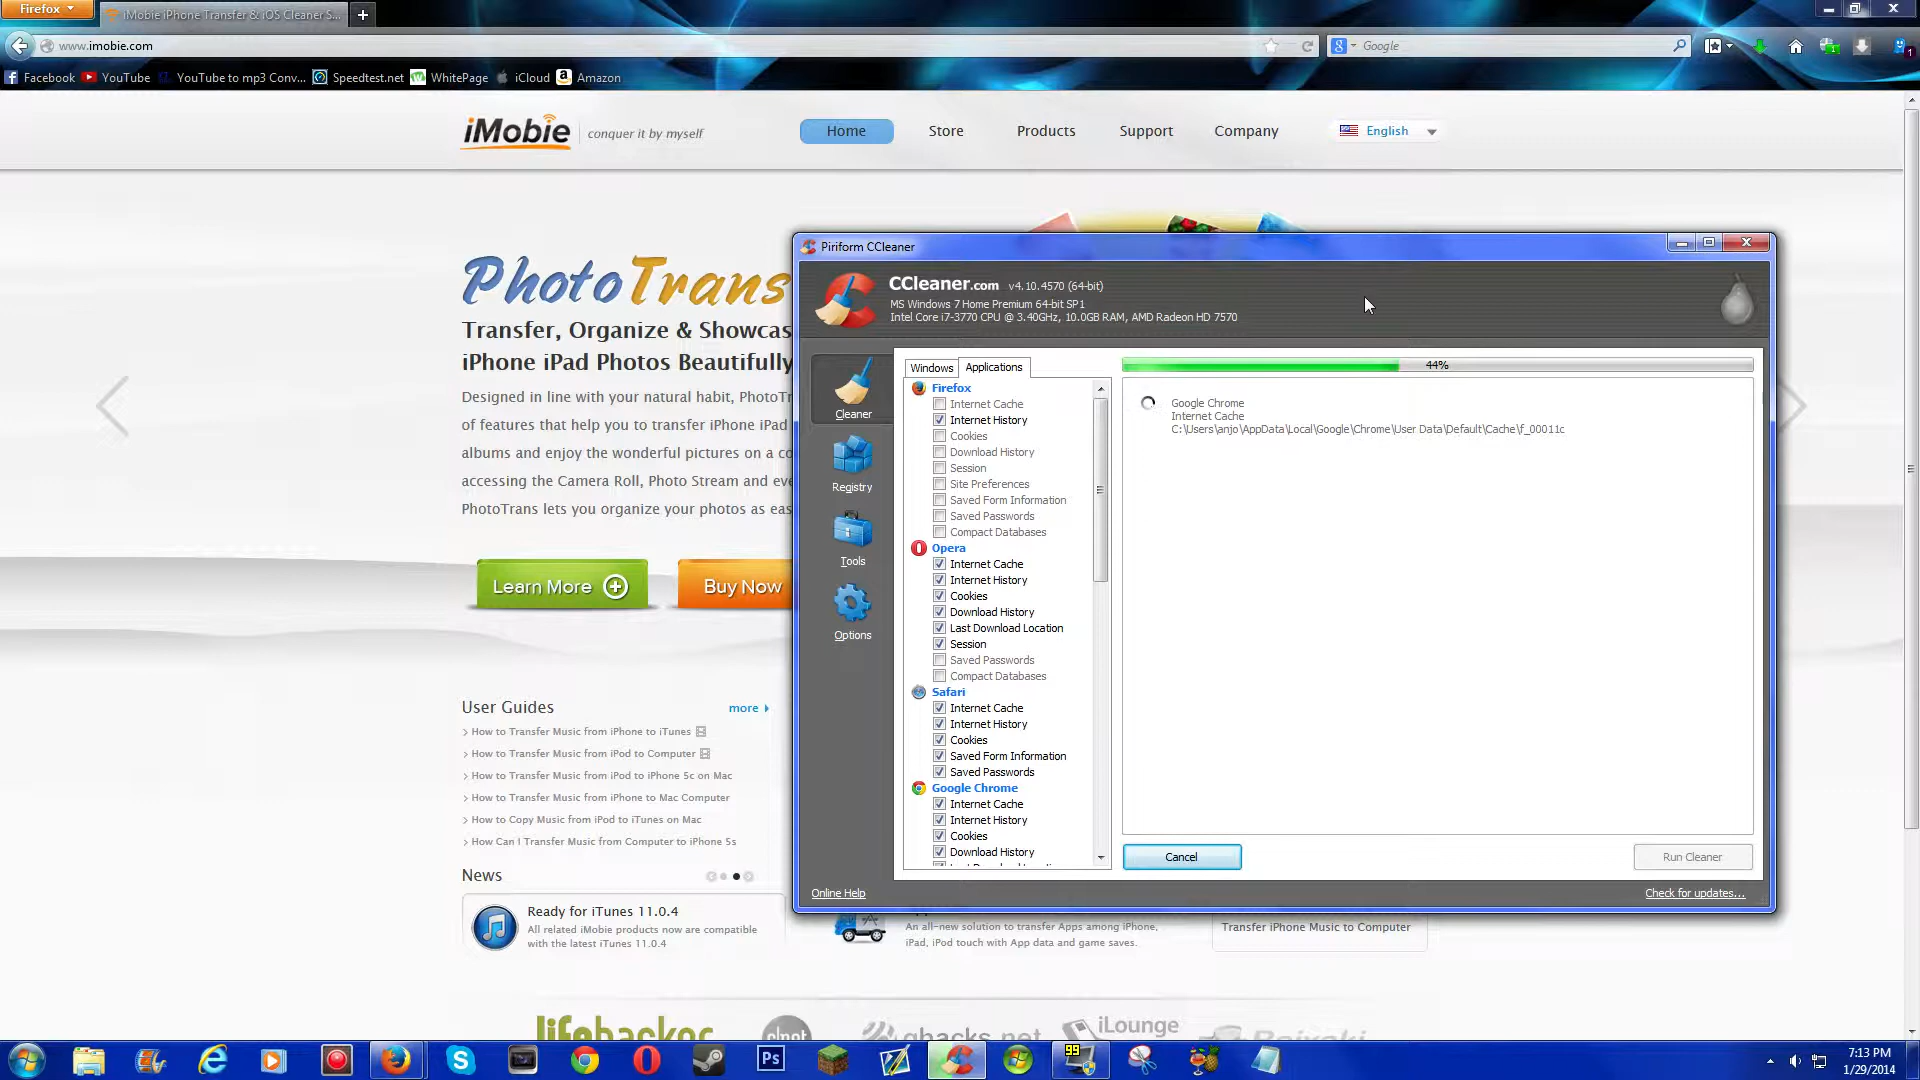 Firefox
iMobie iPhone Transfer & iOS Cleaner S...
www.imobie.com
Google
Facebook
YouTube
YouTube to mp3 Conv...
Speedtest.net
WhitePage
iCloud
Amazon
iMobie
conquer it by myself
Home
Store
Products
Support
Company
English
PhotoTrans
Transfer, Organize & Showcas
iPhone iPad Photos Beautifully
Designed in line with your natural habit, PhotoTr
of features that help you to transfer iPhone iPad
albums and enjoy the wonderful pictures on a co
accessing the Camera Roll, Photo Stream and eve
PhotoTrans lets you organize your photos as eas
Learn More
Buy Now
User Guides
more
How to Transfer Music from iPhone to iTunes
How to Transfer Music from iPod to Computer
How to Transfer Music from iPod to iPhone 5c on Mac
How to Transfer Music from iPhone to Mac Computer
How to Copy Music from iPod to iTunes on Mac
How Can I Transfer Music from Computer to iPhone 5s
News
Ready for iTunes 11.0.4
All related iMobie products now are compatible
with the latest iTunes 11.0.4
An all-new solution to transfer Apps among iPhone,
iPad, iPod touch with App data and game saves.
Transfer iPhone Music to Computer
Piriform CCleaner
CCleaner.com v4.10.4570 (64-bit)
MS Windows 7 Home Premium 64-bit SP1
Intel Core i7-3770 CPU @ 3.40GHz, 10.0GB RAM, AMD Radeon HD 7570
Cleaner
Registry
Tools
Options
Windows
Applications
Firefox
Internet Cache
Internet History
Cookies
Download History
Session
Site Preferences
Saved Form Information
Saved Passwords
Compact Databases
Opera
Internet Cache
Internet History
Cookies
Download History
Last Download Location
Session
Saved Passwords
Compact Databases
Safari
Internet Cache
Internet History
Cookies
Saved Form Information
Saved Passwords
Google Chrome
Internet Cache
Internet History
Cookies
Download History
44%
Google Chrome
Internet Cache
C:\Users\anjo\AppData\Local\Google\Chrome\User Data\Default\Cache\f_00011c
Cancel
Run Cleaner
Online Help
Check for updates...
lifehacker
ghacks.net
iLounge
Ps
99
7:13 PM
1/29/2014